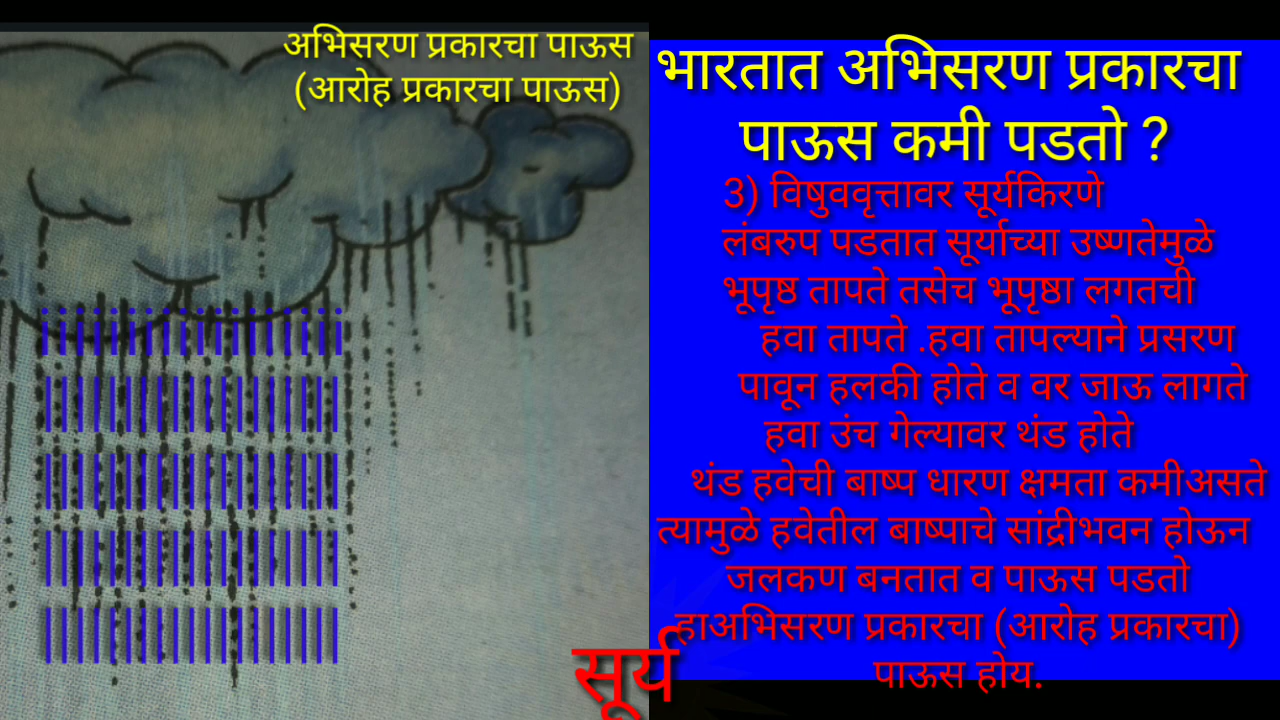 अभिसरण प्रकारचा पाऊस
(आरोह प्रकारचा पाऊस)
भारतात अभिसरण प्रकारचा
पाऊस कमी पडतो ?
3) विषुववृत्तावर सूर्यकिरणे
लंबरुप पडतात सूर्याच्या उष्णतेमुळे
भूपृष्ठ तापते तसेच भूपृष्ठा लगतची
हवा तापते .हवा तापल्याने प्रसरण
पावून हलकी होते व वर जाऊ लागते
हवा उंच गेल्यावर थंड होते
थंड हवेची बाष्प धारण क्षमता कमीअसते
त्यामुळे हवेतील बाष्पाचे सांद्रीभवन होऊन
जलकण बनतात व पाऊस पडतो
हाअभिसरण प्रकारचा (आरोह प्रकारचा)
पाऊस होय.
सूर्य